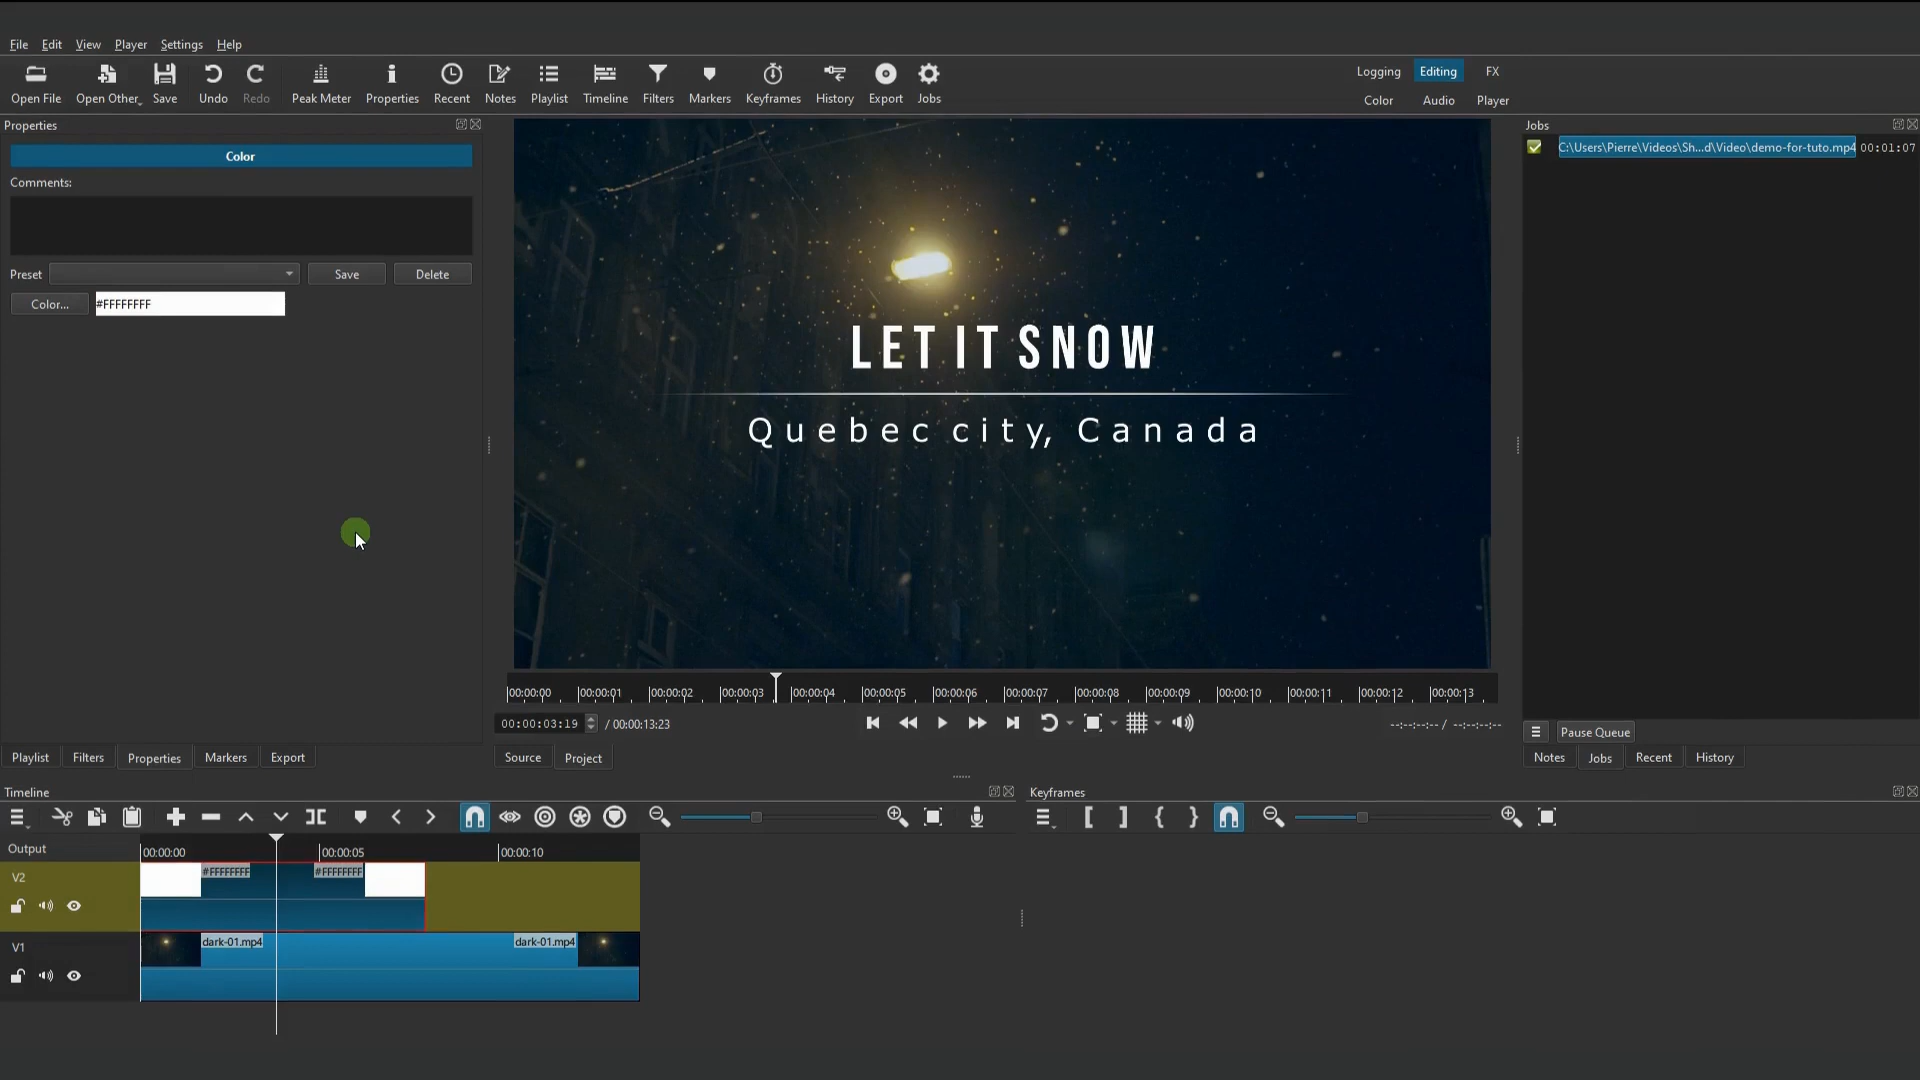 File Edit View Player Settings Help
Open File Open Other Save Undo Redo Peak Meter Properties Recent Notes Playlist Timeline Filters Markers Keyframes History Export Jobs
Logging Editing FX
Color Audio Player
Properties
Color
Comments:
Preset Save Delete
Color... #FFFFFFFF
LET IT SNOW
Quebec city, Canada
Jobs
C:\Users\Pierre\Videos\Sh...d\Video\demo-for-tuto.mp4 00:01:07
00:00:00 00:00:01 00:00:02 00:00:03 00:00:04 00:00:05 00:00:06 00:00:07 00:00:08 00:00:09 00:00:10 00:00:11 00:00:12 00:00:13
00:00:03:19 / 00:00:13:23
--:--:--:-- / --:--:--:--
Pause Queue
Playlist Filters Properties Markers Export
Source Project
Notes Jobs Recent History
Timeline
Keyframes
Output
00:00:00 00:00:05 00:00:10
V2
#FFFFFFFF #FFFFFFFF
V1
dark-01.mp4 dark-01.mp4